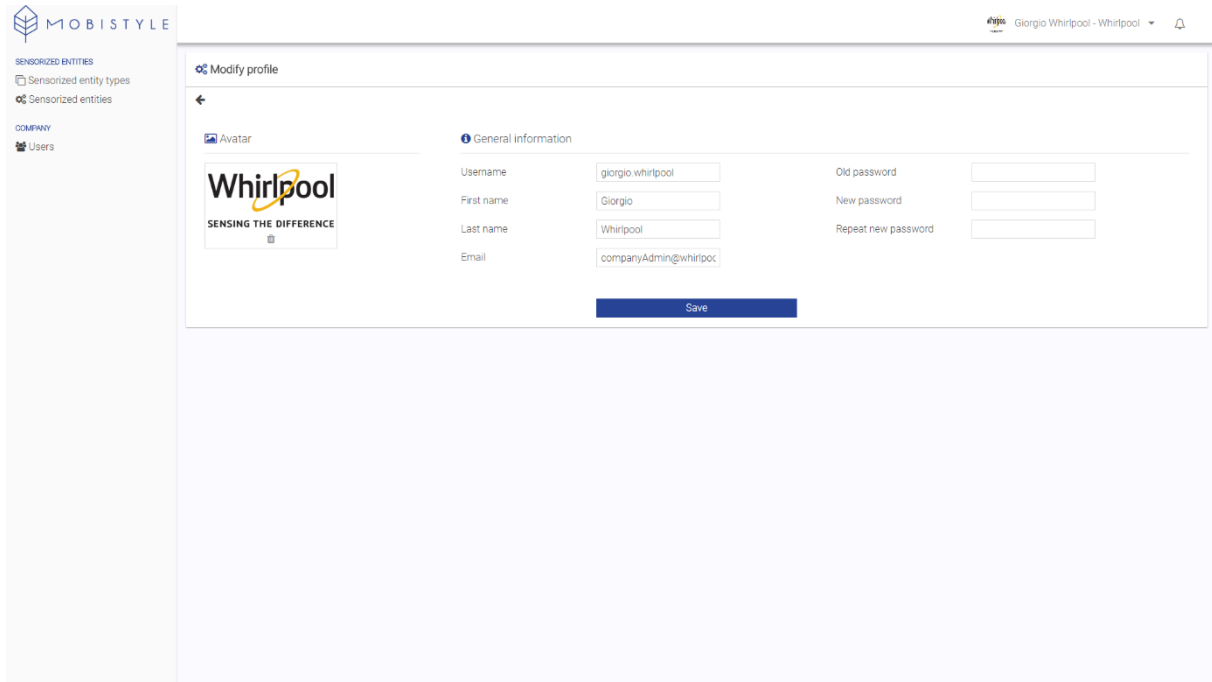 MOBISTYLE
Giorgio Whirlpool - Whirlpool
SENSORIZED ENTITIES
Sensorized entity types
Sensorized entities
COMPANY
Users
Modify profile
Avatar
Whirlpool
SENSING THE DIFFERENCE
General information
Username
giorgio.whirlpool
Old password
First name
Giorgio
New password
Last name
Whirlpool
Repeat new password
Email
companyAdmin@whirlpoo
Save